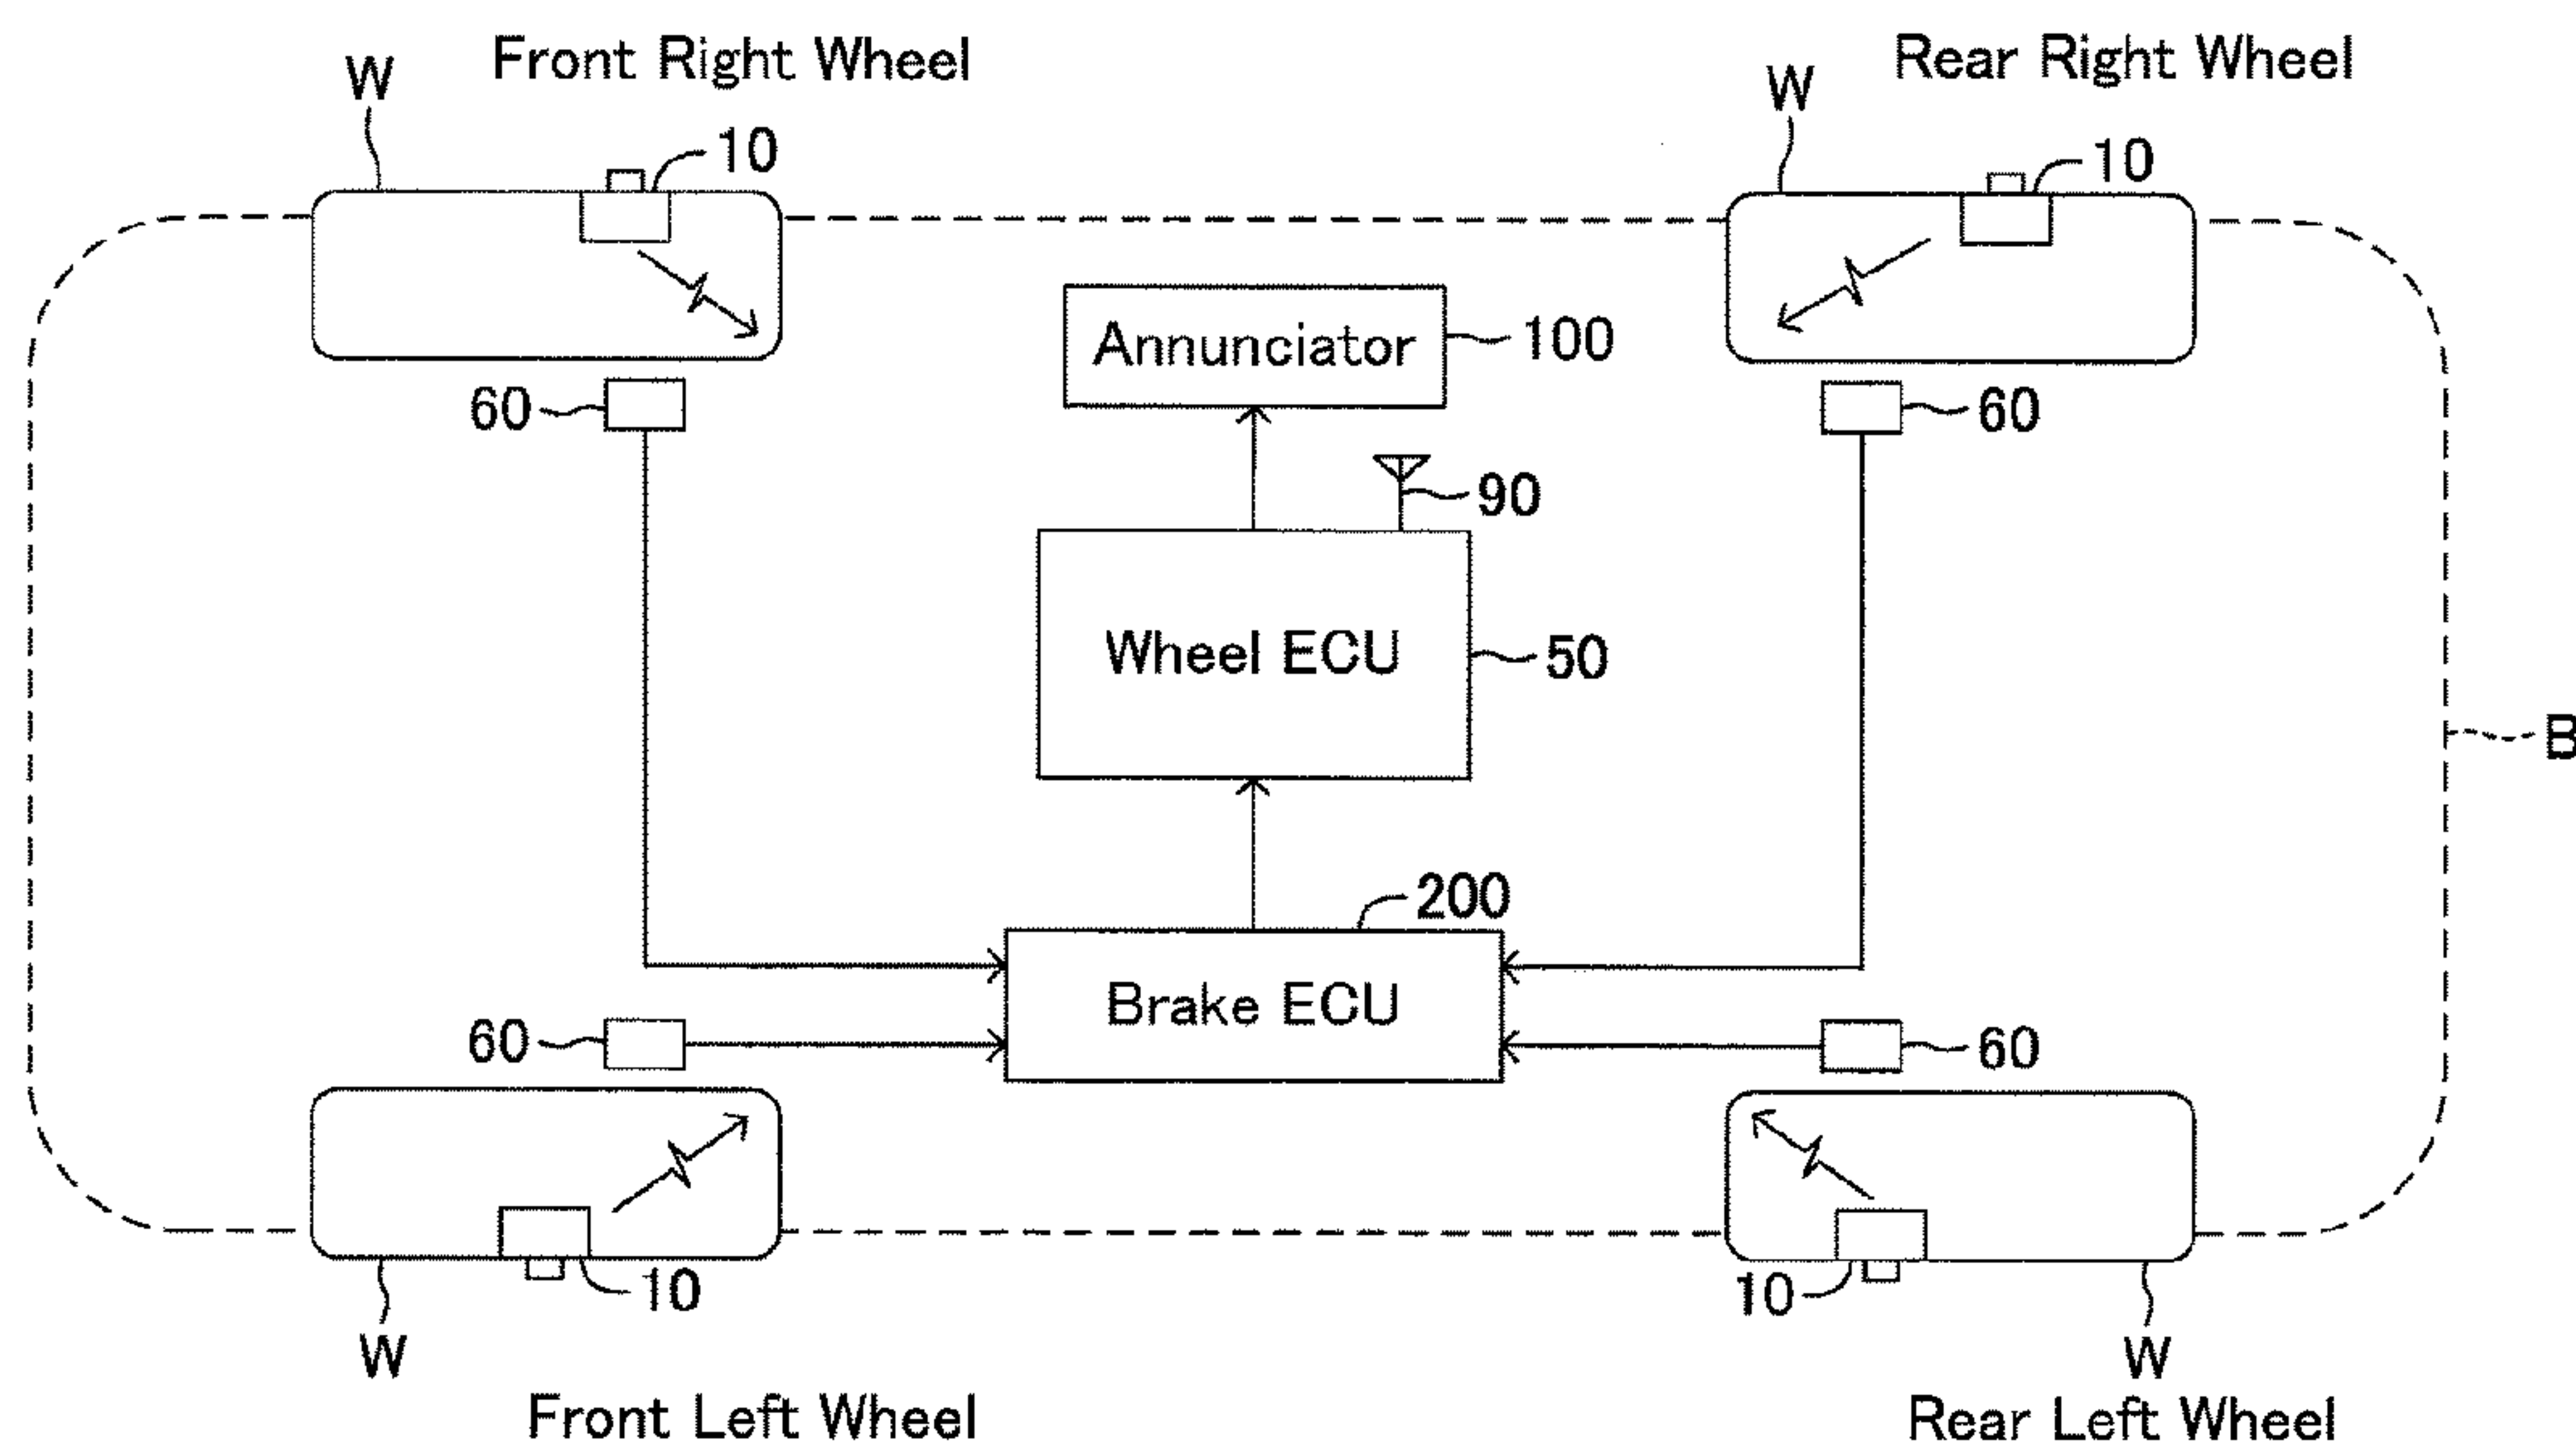 Front Right Wheel
Rear Right Wheel
W
W
10
10
Annunciator
100
60
60
90
Wheel ECU
50
B
200
Brake ECU
60
60
10
10
W
W
Front Left Wheel
Rear Left Wheel